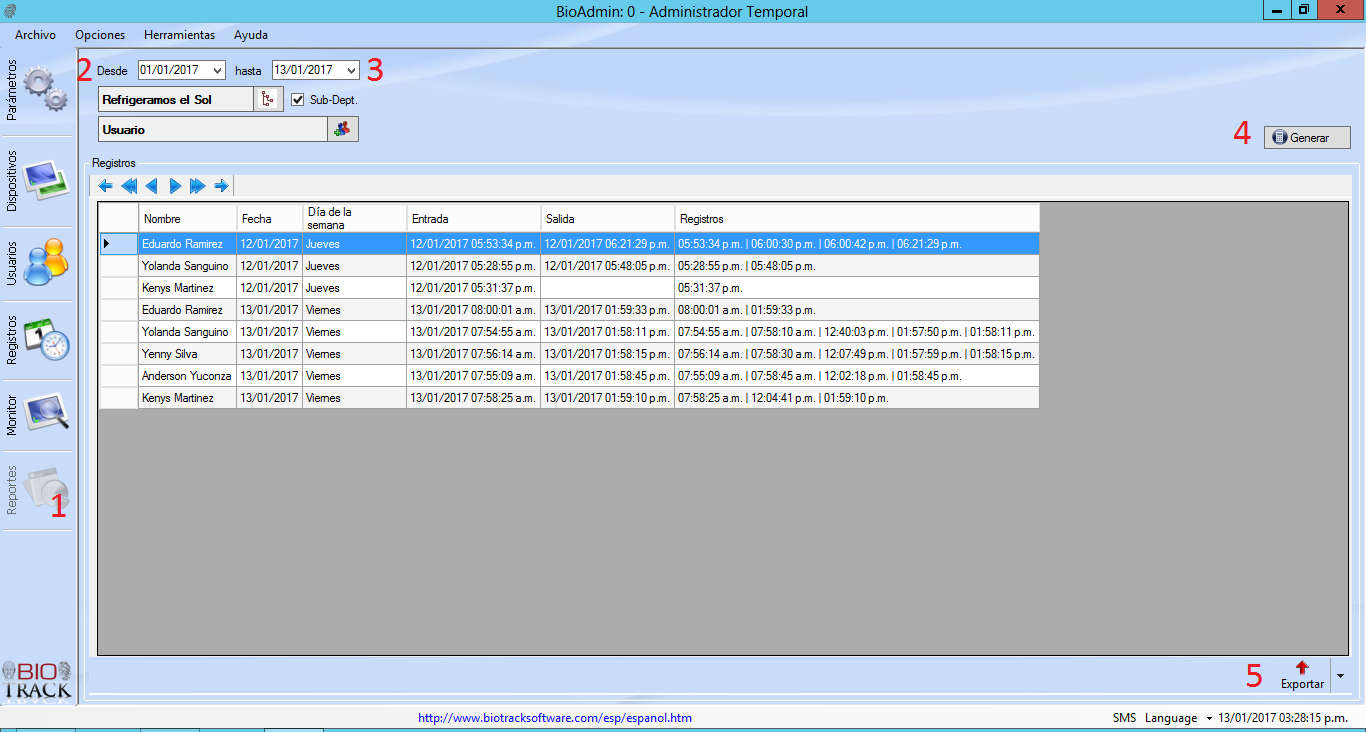 BioAdmin: 0 - Administrador Temporal
Archivo Opciones Herramientas Ayuda
Parámetros
Dispositivos
Usuarios
Registros
Monitor
Reportes
1
BIO
TRACK
2 Desde 01/01/2017 hasta 13/01/2017 3
Refrigeramos el Sol Sub-Dept.
Usuario
4 Generar
Registros
Nombre Fecha Día de la semana Entrada Salida Registros
Eduardo Ramirez 12/01/2017 Jueves 12/01/2017 05:53:34 p.m. 12/01/2017 06:21:29 p.m. 05:53:34 p.m. | 06:00:30 p.m. | 06:00:42 p.m. | 06:21:29 p.m.
Yolanda Sanguino 12/01/2017 Jueves 12/01/2017 05:28:55 p.m. 12/01/2017 05:48:05 p.m. 05:28:55 p.m. | 05:48:05 p.m.
Kenys Martinez 12/01/2017 Jueves 12/01/2017 05:31:37 p.m. 05:31:37 p.m.
Eduardo Ramirez 13/01/2017 Viernes 13/01/2017 08:00:01 a.m. 13/01/2017 01:59:33 p.m. 08:00:01 a.m. | 01:59:33 p.m.
Yolanda Sanguino 13/01/2017 Viernes 13/01/2017 07:54:55 a.m. 13/01/2017 01:58:11 p.m. 07:54:55 a.m. | 07:58:10 a.m. | 12:40:03 p.m. | 01:57:50 p.m. | 01:58:11 p.m.
Yenny Silva 13/01/2017 Viernes 13/01/2017 07:56:14 a.m. 13/01/2017 01:58:15 p.m. 07:56:14 a.m. | 07:58:30 a.m. | 12:07:49 p.m. | 01:57:59 p.m. | 01:58:15 p.m.
Anderson Yuconza 13/01/2017 Viernes 13/01/2017 07:55:09 a.m. 13/01/2017 01:58:45 p.m. 07:55:09 a.m. | 07:58:45 a.m. | 12:02:18 p.m. | 01:58:45 p.m.
Kenys Martinez 13/01/2017 Viernes 13/01/2017 07:58:25 a.m. 13/01/2017 01:59:10 p.m. 07:58:25 a.m. | 12:04:41 p.m. | 01:59:10 p.m.
5 Exportar
http://www.biotracksoftware.com/esp/espanol.htm
SMS Language 13/01/2017 03:28:15 p.m.